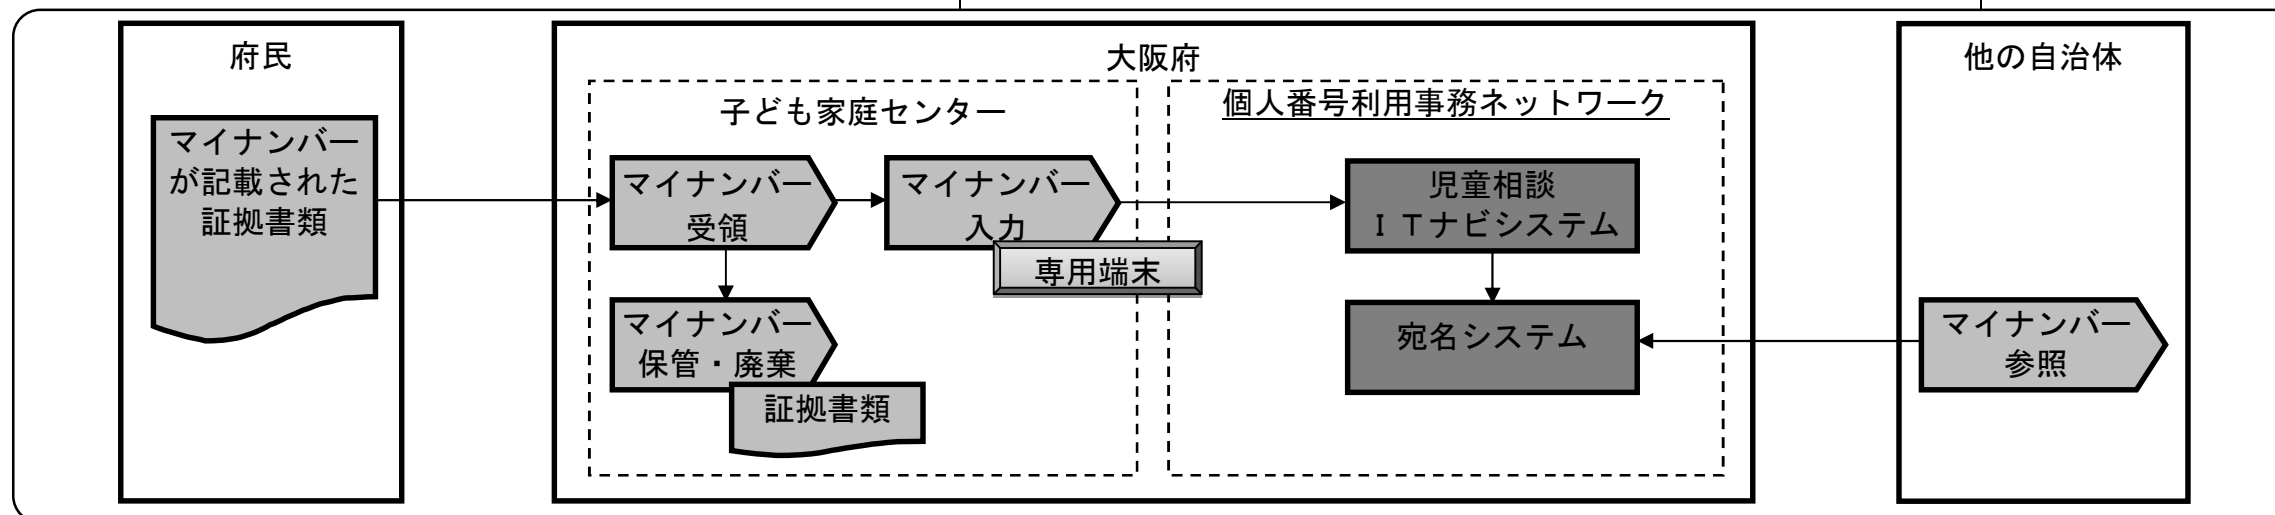 府民
マイナンバー
が記載された
証拠書類
大阪府
子ども家庭センター
マイナンバー
受領
マイナンバー
入力
専用端末
マイナンバー
保管・廃棄
証拠書類
個人番号利用事務ネットワーク
児童相談
ＩＴナビシステム
宛名システム
他の自治体
マイナンバー
参照